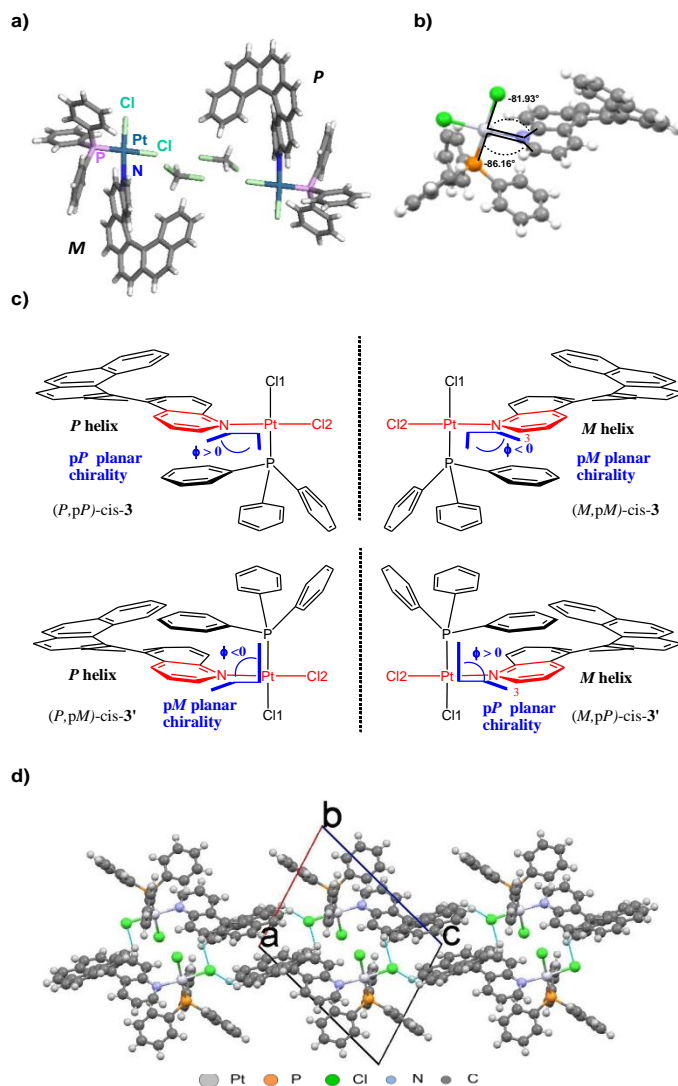 a)
b)
P
Cl
Pt
Cl
P
N
M
-81.93°
-86.16°
c)
Cl1
N
Pt
Cl2
P helix
ϕ > 0
P
pP planar
chirality
(P,pP)-cis-3
Cl1
Cl2
Pt
N
3
M helix
ϕ<0
P
pM planar
chirality
(M,pM)-cis-3
P
P helix
ϕ <0
N
Pt
Cl2
Cl1
(P,pM)-cis-3'
pM planar
chirality
P
ϕ > 0
M helix
Cl2
Pt
N
3
Cl1
pP planar
chirality
(M,pP)-cis-3'
d)
b
a
c
Pt P Cl N C